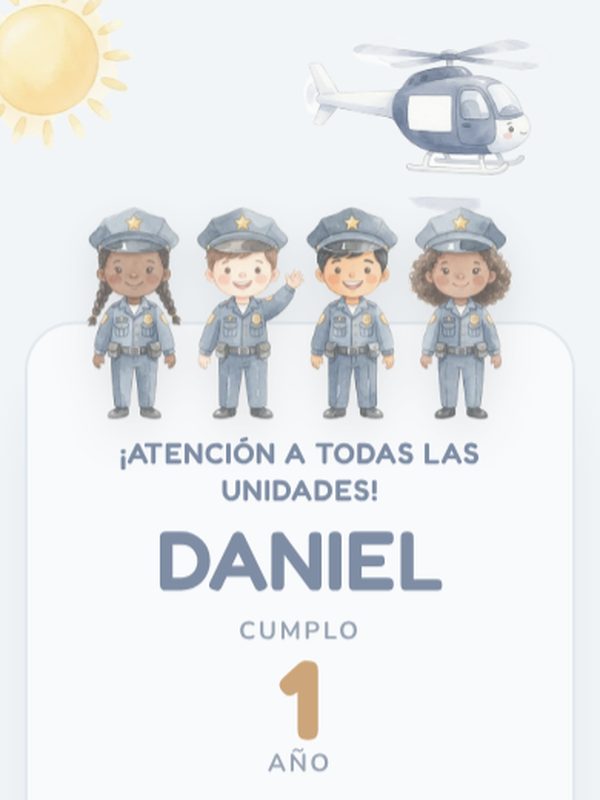 ¡ATENCIÓN A TODAS LAS
UNIDADES!
DANIEL
CUMPLO
1
AÑO